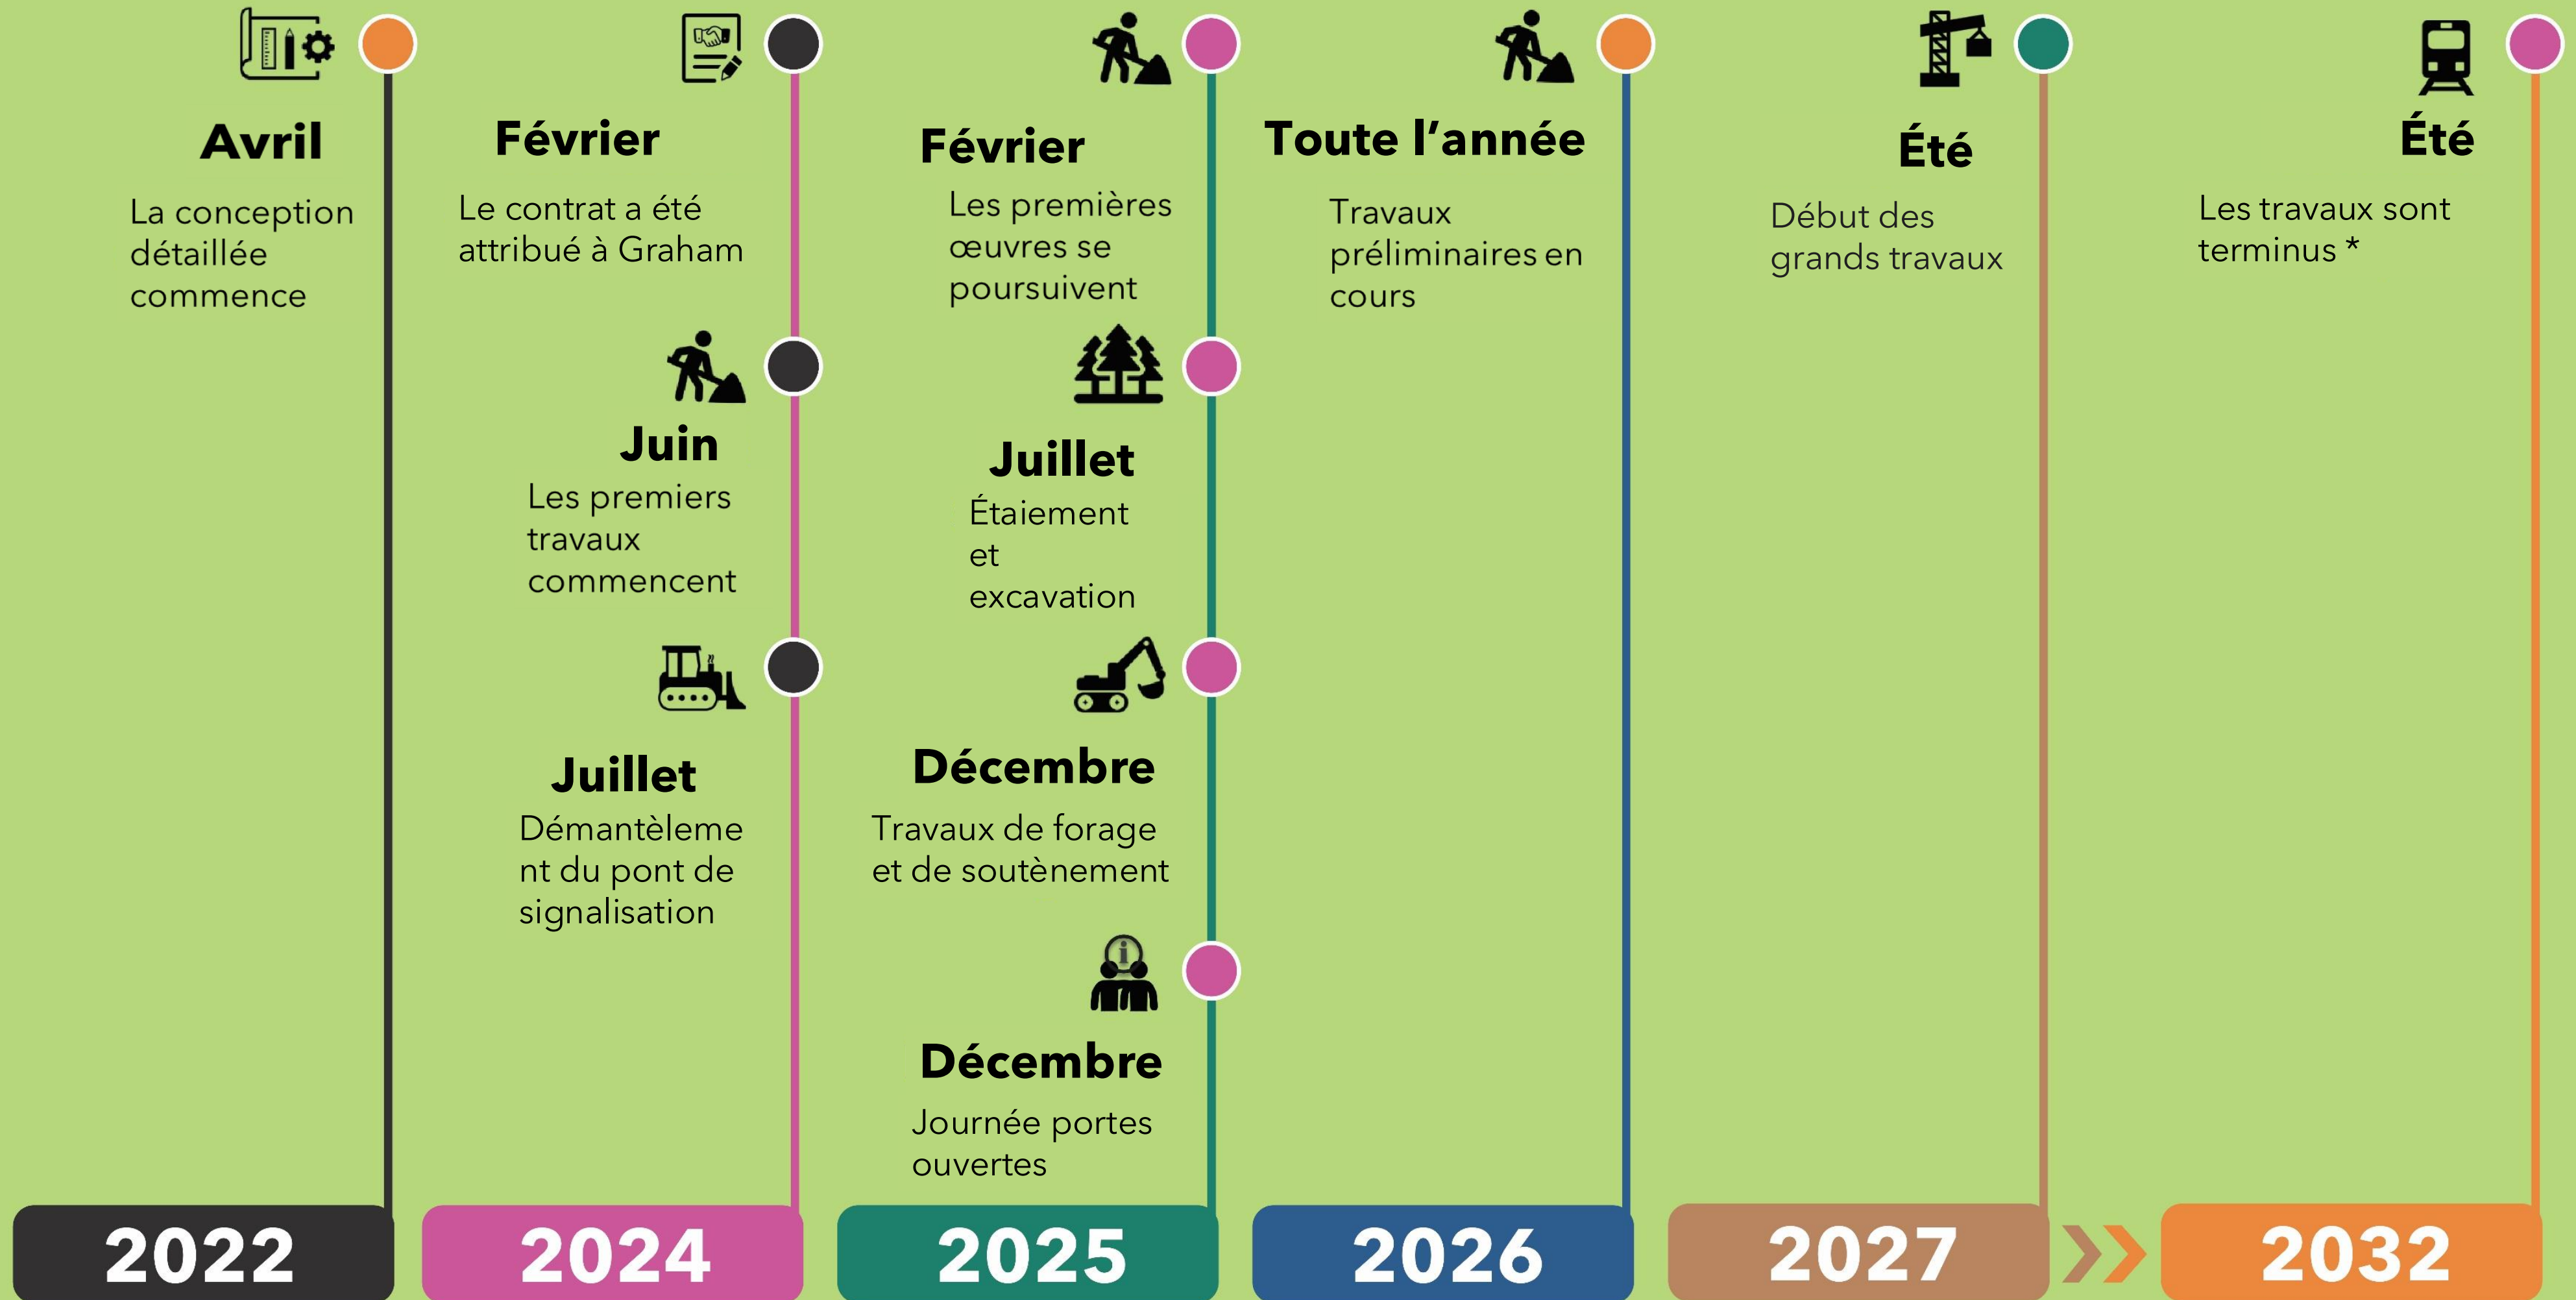 Avril
La conception
détaillée
commence
2022
Février
Le contrat a été
attribué à Graham
Juin
Les premiers
travaux
commencent
Juillet
Démantèleme
nt du pont de
signalisation
2024
Février
Les premières
œuvres se
poursuivent
Juillet
Étaiement
et
excavation
Décembre
Travaux de forage
et de soutènement
i
Décembre
Journée portes
ouvertes
2025
Toute l’année
Travaux
préliminaires en
cours
2026
Été
Début des
grands travaux
2027
Été
Les travaux sont
terminus *
2032